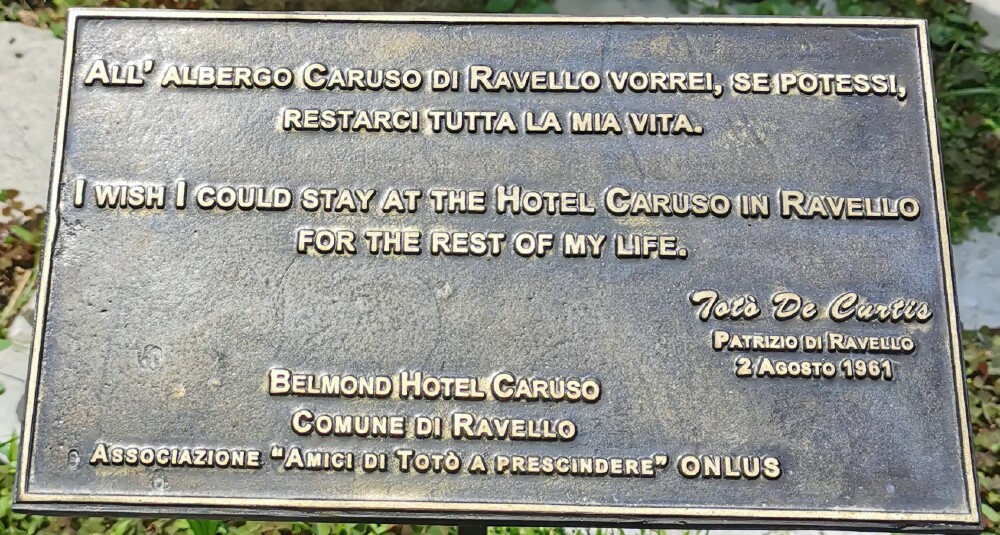 ALL' ALBERGO CARUSO DI RAVELLO VORREI, SE POTESSI,
RESTARCI TUTTA LA MIA VITA.
I WISH I COULD STAY AT THE HOTEL CARUSO IN RAVELLO
FOR THE REST OF MY LIFE.
Totò De Curtis
PATRIZIO DI RAVELLO
2 AGOSTO 1961
BELMOND HOTEL CARUSO
COMUNE DI RAVELLO
ASSOCIAZIONE "AMICI DI TOTÒ A PRESCINDERE" ONLUS